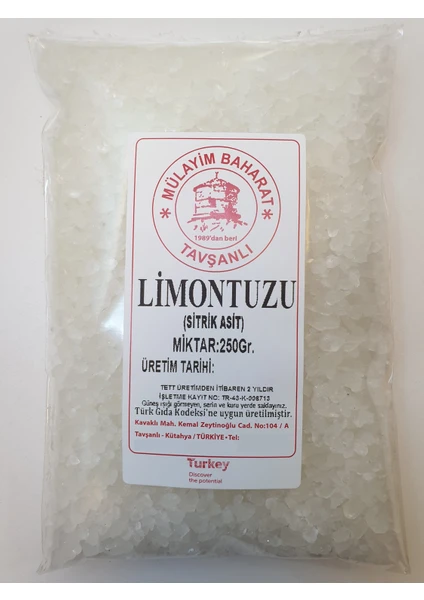 * MÜLAYİM BAHARAT *
1989'dan beri
TAVŞANLI
LİMONTUZU
(SİTRİK ASİT)
MİKTAR:250Gr.
ÜRETİM TARİHİ:
TETT ÜRETİMDEN İTİBAREN 2 YILDIR
İŞLETME KAYIT NO: TR-43-K-006713
Güneş ışığı görmeyen, serin ve kuru yerde saklayınız.
Türk Gıda Kodeksi'ne uygun üretilmiştir.
Kavaklı Mah. Kemal Zeytinoğlu Cad. No:104 / A
Tavşanlı - Kütahya / TÜRKİYE • Tel:
Turkey
Discover
the potential